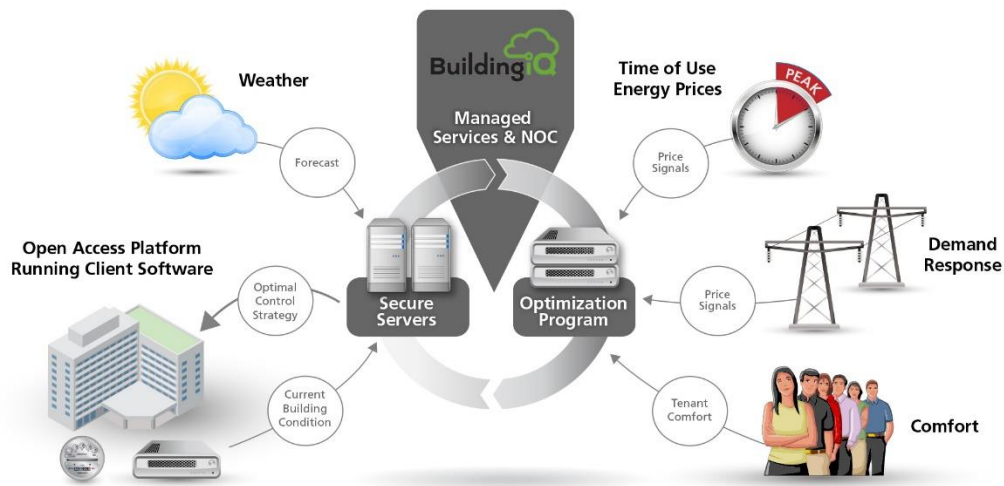 BuildingIQ
Managed
Services & NOC
Weather
Forecast
Time of Use
Energy Prices
PEAK
Price
Signals
Open Access Platform
Running Client Software
Optimal
Control
Strategy
Secure
Servers
Optimization
Program
Price
Signals
Demand
Response
Current
Building
Condition
Tenant
Comfort
Comfort